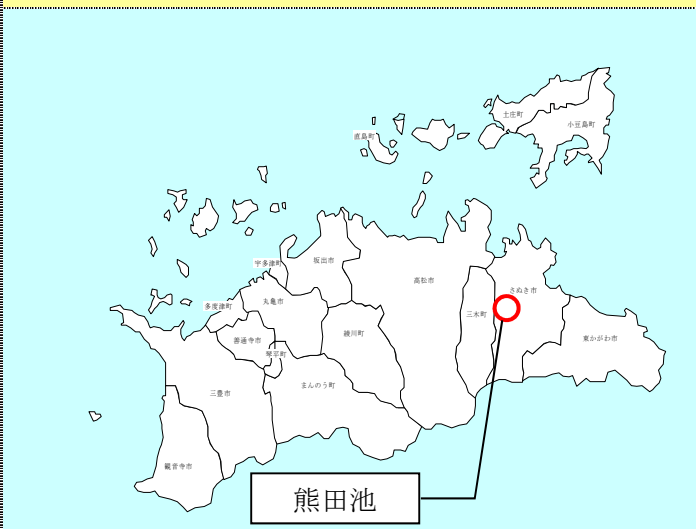 土庄町
小豆島町
直島町
宇多津町
坂出市
高松市
さぬき市
多度津町
丸亀市
三木町
善通寺市
綾川町
東かがわ市
琴平町
まんのう町
三豊市
観音寺市
熊田池